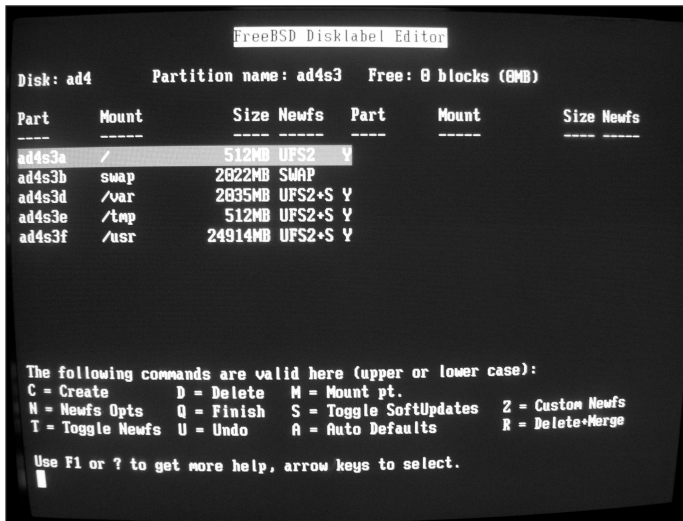 FreeBSD Disklabel Editor
Disk: ad4 Partition name: ad4s3 Free: 0 blocks (0MB)
Part Mount Size Newfs Part Mount Size Newfs
---- ----- ---- ----- ---- ----- ---- -----
ad4s3a / 512MB UFS2 Y
ad4s3b swap 2022MB SWAP
ad4s3d /var 2035MB UFS2+S Y
ad4s3e /tmp 512MB UFS2+S Y
ad4s3f /usr 24914MB UFS2+S Y
The following commands are valid here (upper or lower case):
C = Create D = Delete M = Mount pt.
N = Newfs Opts Q = Finish S = Toggle SoftUpdates Z = Custom Newfs
T = Toggle Newfs U = Undo A = Auto Defaults R = Delete+Merge
Use F1 or ? to get more help, arrow keys to select.